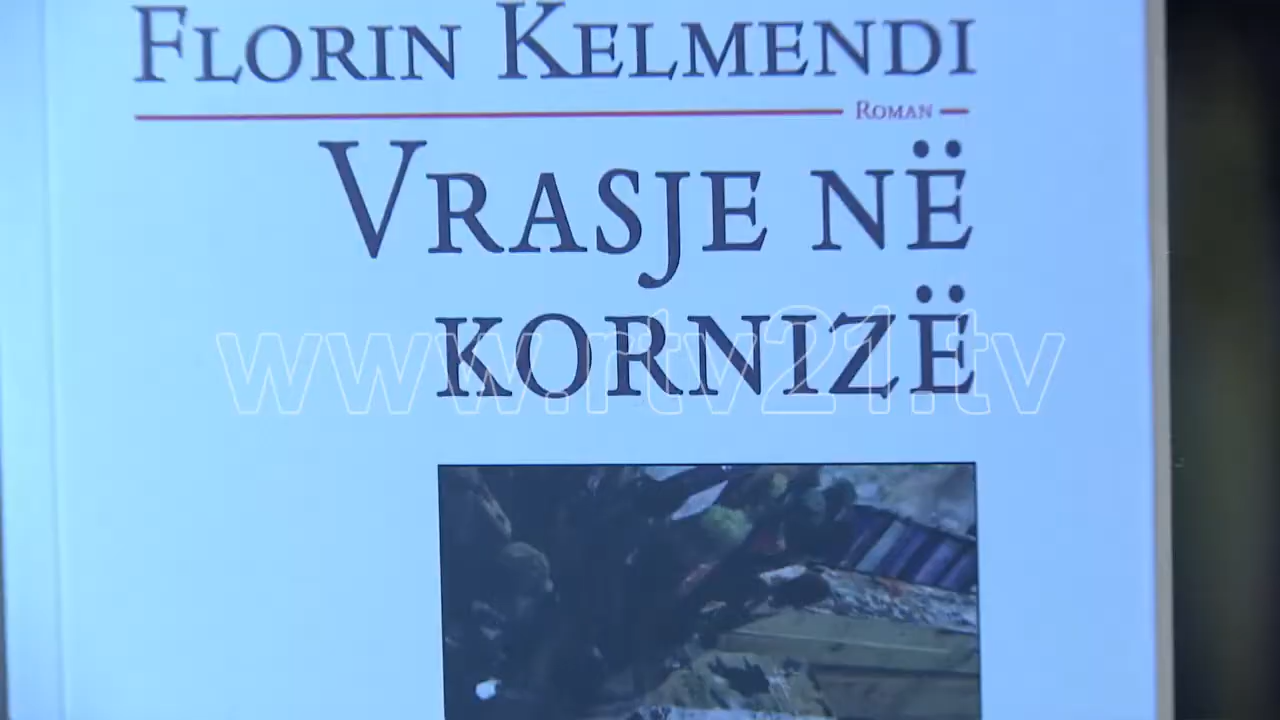 FLORIN KELMENDI
ROMAN
VRASJE NË
KORNIZË
www.rtv21.tv